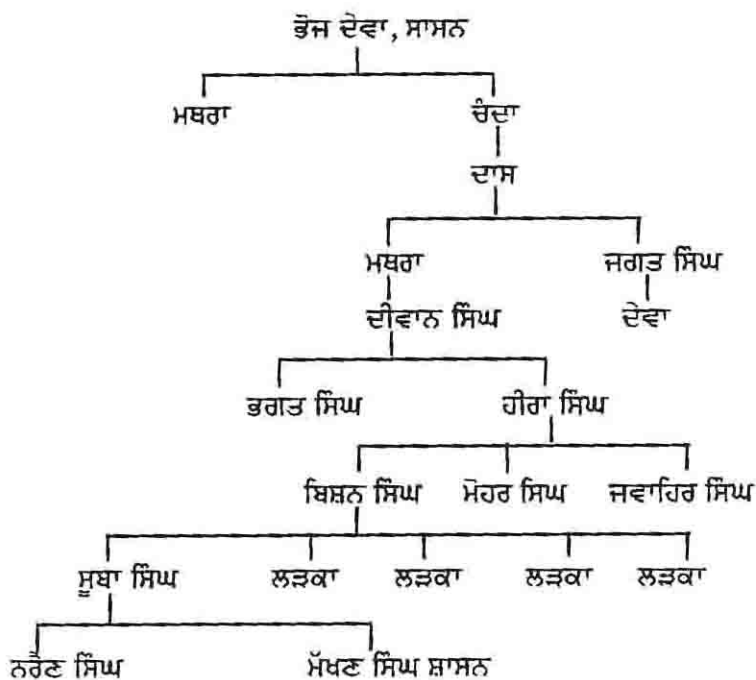 ਭੋਜ ਦੇਵਾ, ਸਾਸਨ
ਮਥਰਾ ਚੰਦਾ
ਦਾਸ
ਮਥਰਾ ਜਗਤ ਸਿੰਘ
ਦੀਵਾਨ ਸਿੰਘ ਦੇਵਾ
ਭਗਤ ਸਿੰਘ ਹੀਰਾ ਸਿੰਘ
ਬਿਸ਼ਨ ਸਿੰਘ ਮੋਹਰ ਸਿੰਘ ਜਵਾਹਿਰ ਸਿੰਘ
ਸੂਬਾ ਸਿੰਘ ਲੜਕਾ ਲੜਕਾ ਲੜਕਾ ਲੜਕਾ
ਨਰੈਣ ਸਿੰਘ ਮੱਖਣ ਸਿੰਘ ਸ਼ਾਸਨ